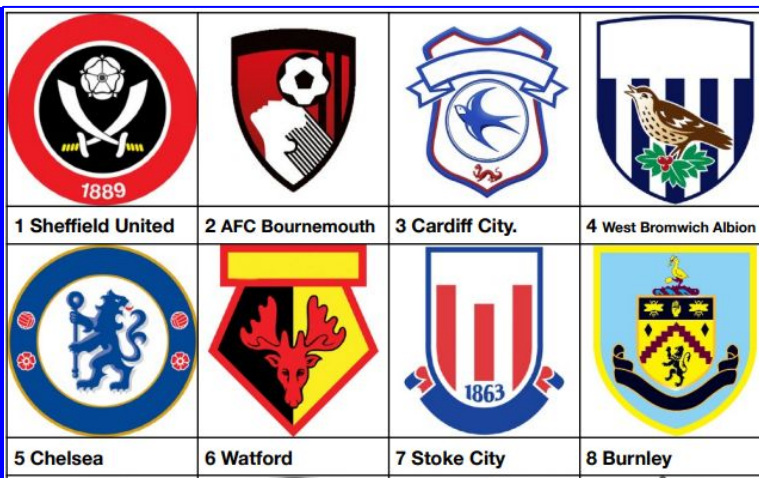 1889
1 Sheffield United
2 AFC Bournemouth
3 Cardiff City.
4 West Bromwich Albion
1863
5 Chelsea
6 Watford
7 Stoke City
8 Burnley